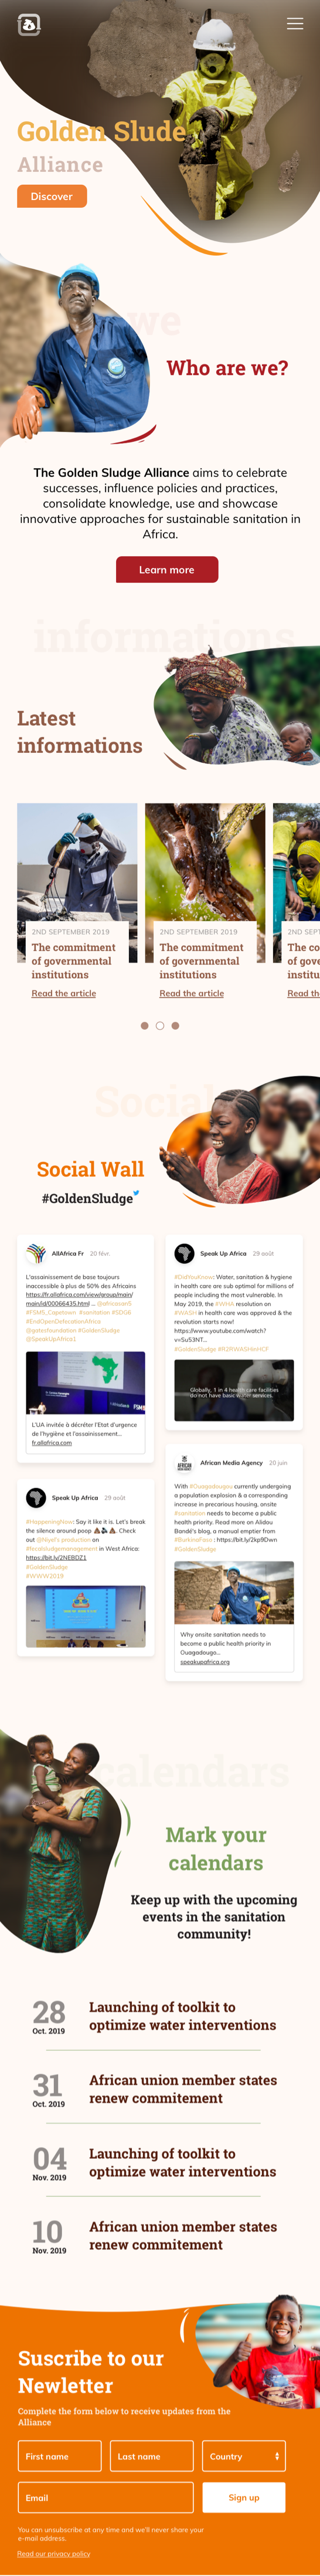 Golden Slude
Alliance
Discover
we
Who are we?
The Golden Sludge Alliance aims to celebrate
successes, influence policies and practices,
consolidate knowledge, use and showcase
innovative approaches for sustainable sanitation in
Africa.
Learn more
informations
Latest
informations
2ND SEPTEMBER 2019
The commitment
of governmental
institutions
Read the article
2ND SEPTEMBER 2019
The commitment
of governmental
institutions
Read the article
2ND SEPT
The co
of gove
institu
Read th
Social
Social Wall
#GoldenSludge
AllAfrica Fr 20 févr.
L'assainissement de base toujours
inaccessible à plus de 50% des Africains
https://fr.allafrica.com/view/group/main/
main/id/00066435.html ... @africasan5
#FSM5_Capetown #sanitation #SDG6
#EndOpenDefecationAfrica
@gatesfoundation #GoldenSludge
@SpeakUpAfrica1
L'UA invitée à décréter l'Etat d'urgence
de l'hygiène et l'assainissement...
fr.allafrica.com
Speak Up Africa 29 août
#HappeningNow: Say it like it is. Let's break
the silence around poop. Check
out @Niyel's production on
#fecalsludgemanagement in West Africa:
https://bit.ly/2NEBDZ1
#GoldenSludge
#WWW2019
Speak Up Africa 29 août
#DidYouKnow: Water, sanitation & hygiene
in health care are sub optimal for millions of
people including the most vulnerable. In
May 2019, the #WHA resolution on
#WASH in health care was approved & the
revolution starts now!
https://www.youtube.com/watch?
v=Su53fNT...
#GoldenSludge #R2RWASHinHCF
Globally, 1 in 4 health care facilities
do not have basic water services.
African Media Agency 20 juin
With #Ouagadougou currently undergoing
a population explosion & a corresponding
increase in precarious housing, onsite
#sanitation needs to become a public
health priority. Read more on Alidou
Bandé's blog, a manual emptier from
#BurkinaFaso : https://bit.ly/2kp9Dwn
#GoldenSludge
Why onsite sanitation needs to
become a public health priority in
Ouagadougo...
speakupafrica.org
calendars
Mark your
calendars
Keep up with the upcoming
events in the sanitation
community!
28
Oct. 2019
Launching of toolkit to
optimize water interventions
31
Oct. 2019
African union member states
renew commitement
04
Nov. 2019
Launching of toolkit to
optimize water interventions
10
Nov. 2019
African union member states
renew commitement
Suscribe to our
Newletter
Complete the form below to receive updates from the
Alliance
First name
Last name
Country
Email
Sign up
You can unsubscribe at any time and we'll never share your
e-mail address.
Read our privacy policy